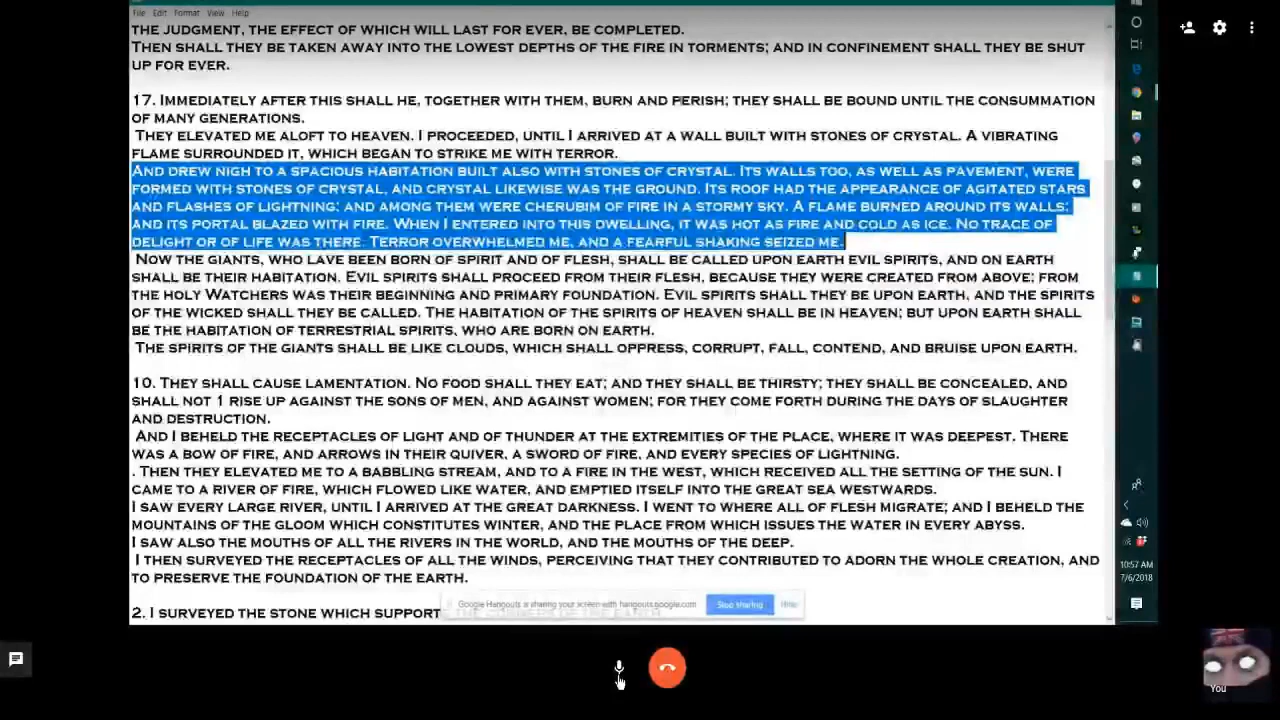 File Edit Format View Help
THE JUDGMENT, THE EFFECT OF WHICH WILL LAST FOR EVER, BE COMPLETED.
THEN SHALL THEY BE TAKEN AWAY INTO THE LOWEST DEPTHS OF THE FIRE IN TORMENTS; AND IN CONFINEMENT SHALL THEY BE SHUT
UP FOR EVER.
17. IMMEDIATELY AFTER THIS SHALL HE, TOGETHER WITH THEM, BURN AND PERISH; THEY SHALL BE BOUND UNTIL THE CONSUMMATION
OF MANY GENERATIONS.
THEY ELEVATED ME ALOFT TO HEAVEN. I PROCEEDED, UNTIL I ARRIVED AT A WALL BUILT WITH STONES OF CRYSTAL. A VIBRATING
FLAME SURROUNDED IT, WHICH BEGAN TO STRIKE ME WITH TERROR.
AND DREW NIGH TO A SPACIOUS HABITATION BUILT ALSO WITH STONES OF CRYSTAL. ITS WALLS TOO, AS WELL AS PAVEMENT, WERE
FORMED WITH STONES OF CRYSTAL, AND CRYSTAL LIKEWISE WAS THE GROUND. ITS ROOF HAD THE APPEARANCE OF AGITATED STARS
AND FLASHES OF LIGHTNING; AND AMONG THEM WERE CHERUBIM OF FIRE IN A STORMY SKY. A FLAME BURNED AROUND ITS WALLS;
AND ITS PORTAL BLAZED WITH FIRE. WHEN I ENTERED INTO THIS DWELLING, IT WAS HOT AS FIRE AND COLD AS ICE. NO TRACE OF
DELIGHT OR OF LIFE WAS THERE. TERROR OVERWHELMED ME, AND A FEARFUL SHAKING SEIZED ME.
NOW THE GIANTS, WHO LAVE BEEN BORN OF SPIRIT AND OF FLESH, SHALL BE CALLED UPON EARTH EVIL SPIRITS, AND ON EARTH
SHALL BE THEIR HABITATION. EVIL SPIRITS SHALL PROCEED FROM THEIR FLESH, BECAUSE THEY WERE CREATED FROM ABOVE; FROM
THE HOLY WATCHERS WAS THEIR BEGINNING AND PRIMARY FOUNDATION. EVIL SPIRITS SHALL THEY BE UPON EARTH, AND THE SPIRITS
OF THE WICKED SHALL THEY BE CALLED. THE HABITATION OF THE SPIRITS OF HEAVEN SHALL BE IN HEAVEN; BUT UPON EARTH SHALL
BE THE HABITATION OF TERRESTRIAL SPIRITS, WHO ARE BORN ON EARTH.
THE SPIRITS OF THE GIANTS SHALL BE LIKE CLOUDS, WHICH SHALL OPPRESS, CORRUPT, FALL, CONTEND, AND BRUISE UPON EARTH.
10. THEY SHALL CAUSE LAMENTATION. NO FOOD SHALL THEY EAT; AND THEY SHALL BE THIRSTY; THEY SHALL BE CONCEALED, AND
SHALL NOT 1 RISE UP AGAINST THE SONS OF MEN, AND AGAINST WOMEN; FOR THEY COME FORTH DURING THE DAYS OF SLAUGHTER
AND DESTRUCTION.
AND I BEHELD THE RECEPTACLES OF LIGHT AND OF THUNDER AT THE EXTREMITIES OF THE PLACE, WHERE IT WAS DEEPEST. THERE
WAS A BOW OF FIRE, AND ARROWS IN THEIR QUIVER, A SWORD OF FIRE, AND EVERY SPECIES OF LIGHTNING.
. THEN THEY ELEVATED ME TO A BABBLING STREAM, AND TO A FIRE IN THE WEST, WHICH RECEIVED ALL THE SETTING OF THE SUN. I
CAME TO A RIVER OF FIRE, WHICH FLOWED LIKE WATER, AND EMPTIED ITSELF INTO THE GREAT SEA WESTWARDS.
I SAW EVERY LARGE RIVER, UNTIL I ARRIVED AT THE GREAT DARKNESS. I WENT TO WHERE ALL OF FLESH MIGRATE; AND I BEHELD THE
MOUNTAINS OF THE GLOOM WHICH CONSTITUTES WINTER, AND THE PLACE FROM WHICH ISSUES THE WATER IN EVERY ABYSS.
I SAW ALSO THE MOUTHS OF ALL THE RIVERS IN THE WORLD, AND THE MOUTHS OF THE DEEP.
I THEN SURVEYED THE RECEPTACLES OF ALL THE WINDS, PERCEIVING THAT THEY CONTRIBUTED TO ADORN THE WHOLE CREATION, AND
TO PRESERVE THE FOUNDATION OF THE EARTH.
2. I SURVEYED THE STONE WHICH SUPPORT
Google Hangouts is sharing your screen with hangouts.google.com Stop sharing Hide
10:57 AM
7/6/2018
You